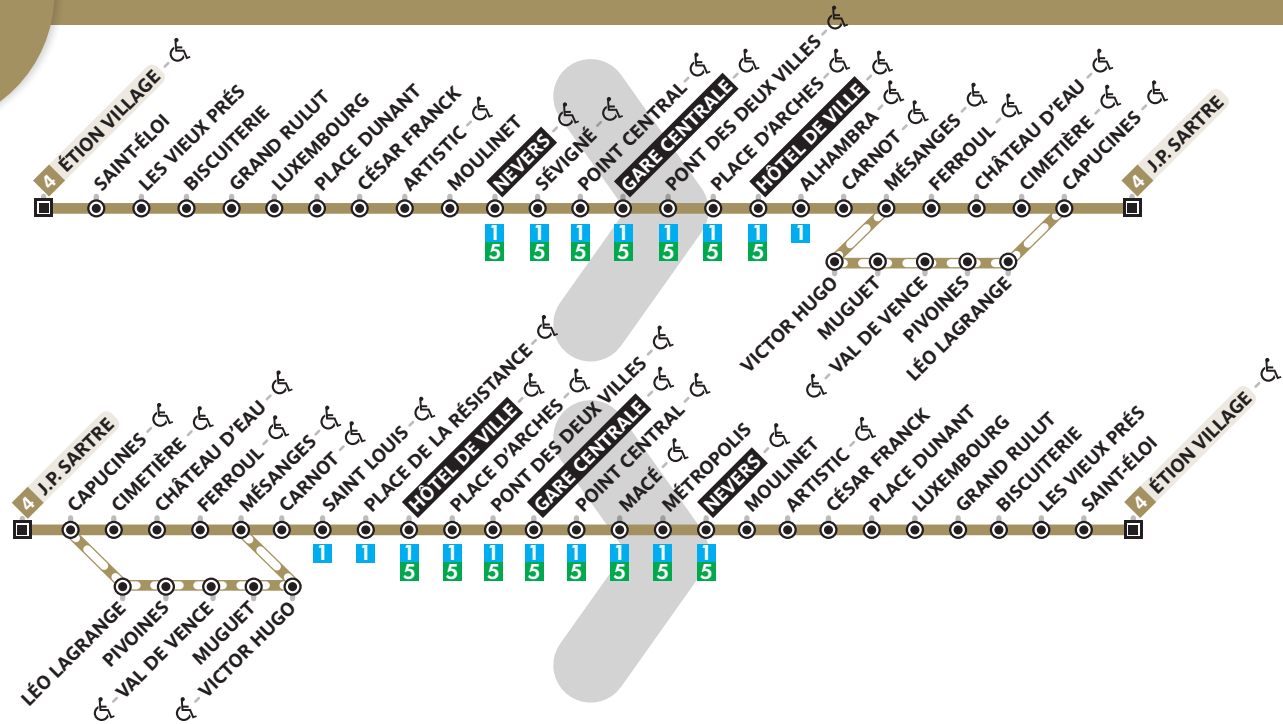 4 ÉTION VILLAGE
SAINT-ÉLOI
LES VIEUX PRÉS
BISCUITERIE
GRAND RULUT
LUXEMBOURG
PLACE DUNANT
CÉSAR FRANCK
ARTISTIC
MOULINET
NEVERS
SÉVIGNÉ
POINT CENTRAL
GARE CENTRALE
PONT DES DEUX VILLES
PLACE D'ARCHES
HÔTEL DE VILLE
ALHAMBRA
CARNOT
MÉSANGES
FERROUL
CHÂTEAU D'EAU
CIMETIÈRE
CAPUCINES
4 J.P. SARTRE
1 1 1 1 1 1 1 1
5 5 5 5 5 5 5
VICTOR HUGO
MUGUET
VAL DE VENCE
PIVOINES
LÉO LAGRANGE
4 J.P. SARTRE
CAPUCINES
CIMETIÈRE
CHÂTEAU D'EAU
FERROUL
MÉSANGES
CARNOT
SAINT LOUIS
PLACE DE LA RÉSISTANCE
HÔTEL DE VILLE
PLACE D'ARCHES
PONT DES DEUX VILLES
GARE CENTRALE
POINT CENTRAL
MACÉ
MÉTROPOLIS
NEVERS
MOULINET
ARTISTIC
CÉSAR FRANCK
PLACE DUNANT
LUXEMBOURG
GRAND RULUT
BISCUITERIE
LES VIEUX PRÉS
SAINT-ÉLOI
4 ÉTION VILLAGE
1 1 1 1 1 1 1 1 1 1
5 5 5 5 5 5 5 5
LÉO LAGRANGE
PIVOINES
VAL DE VENCE
MUGUET
VICTOR HUGO